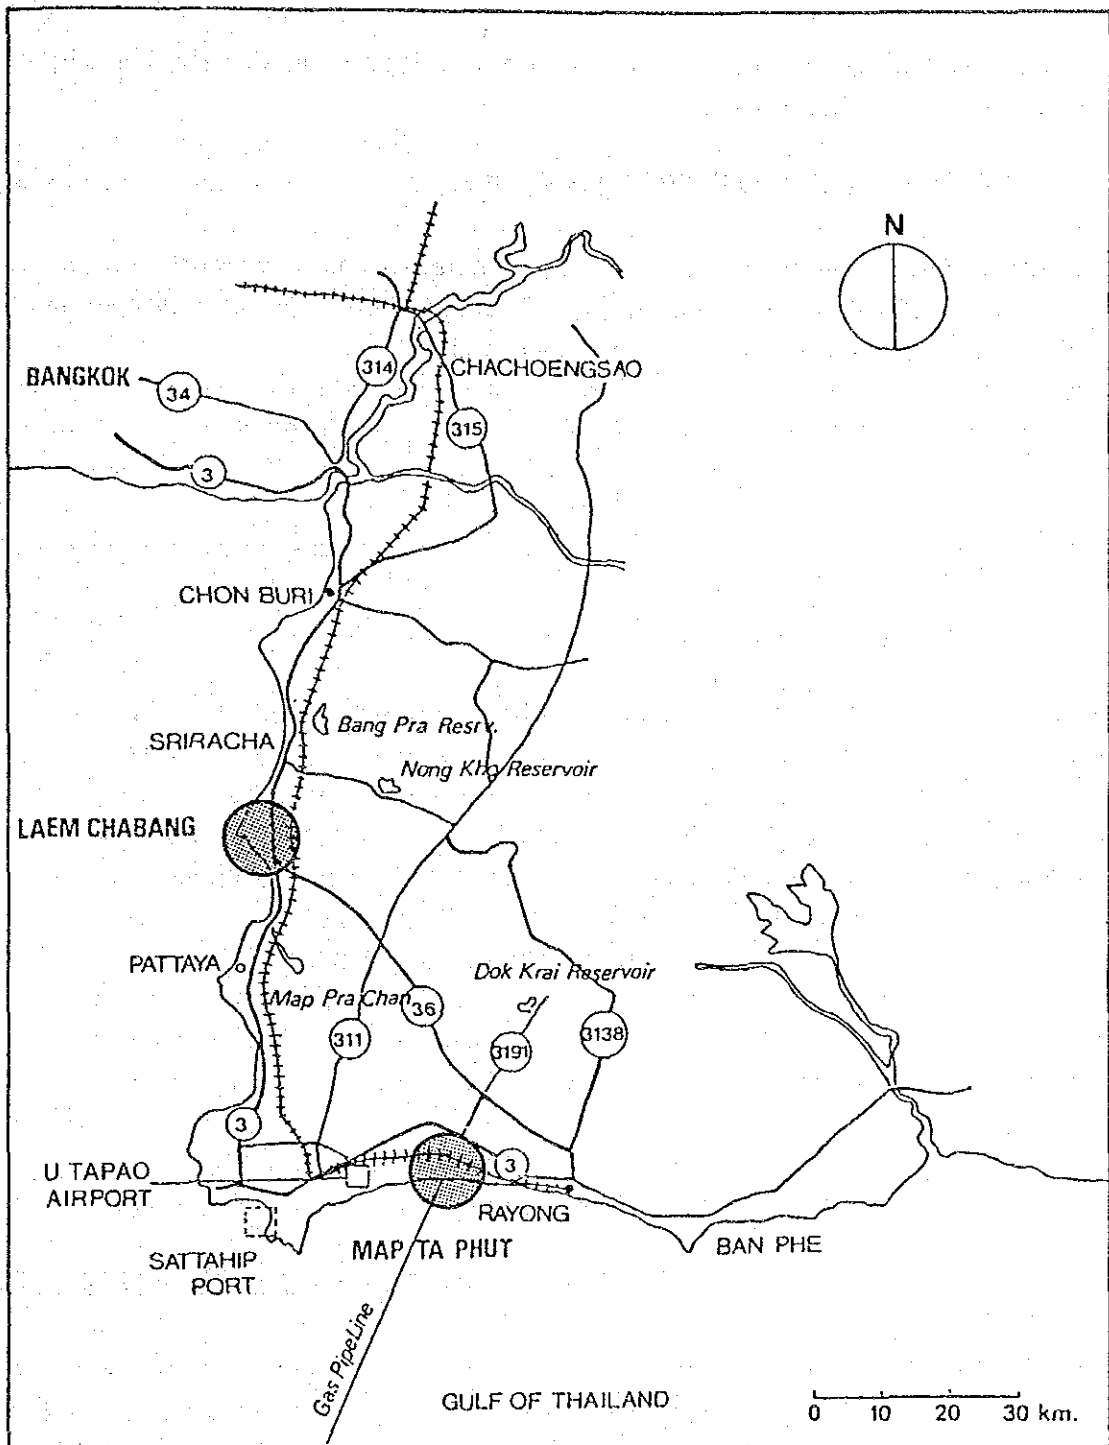 N
314
CHACHOENGSAO
BANGKOK
34
315
3
CHON BURI
Bang Pra Resrv.
SRIRACHA
Nong Kho Reservoir
LAEM CHABANG
PATTAYA
Dok Krai Reservoir
Map Pra Chan
36
311
3191
3138
3
3
U TAPAO
AIRPORT
RAYONG
MAP TA PHUT
BAN PHE
SATTAHIP
PORT
Gas PipeLine
GULF OF THAILAND
0 10 20 30 km.